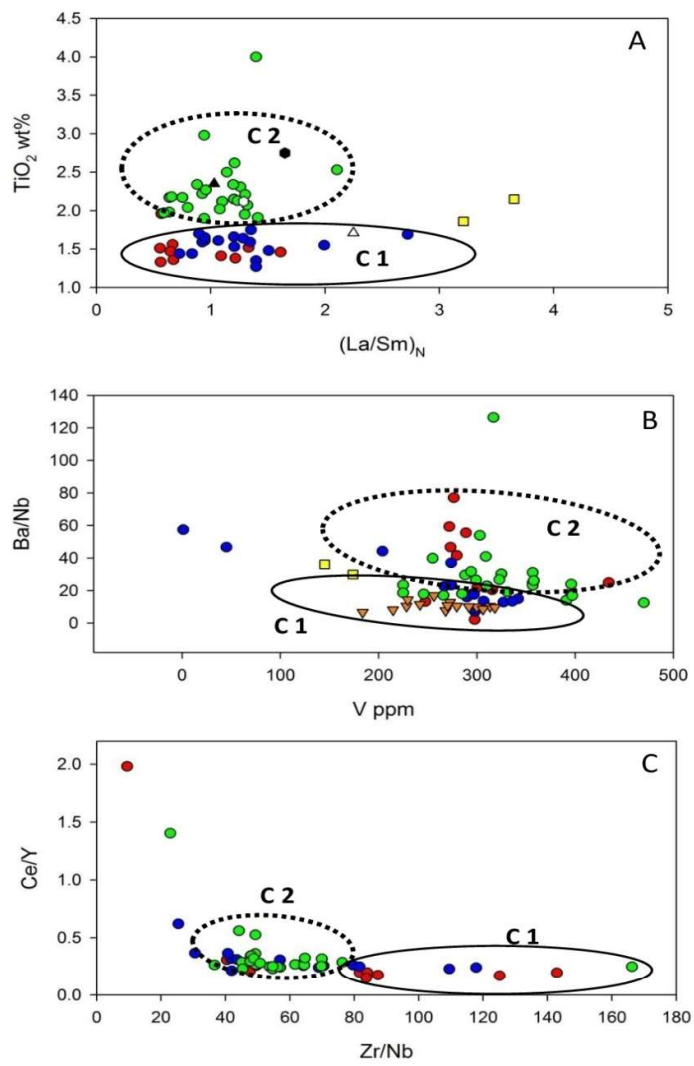 A
4.5
4.0
3.5
3.0
2.5
2.0
1.5
1.0
TiO₂ wt%
C 2
C 1
0 1 2 3 4 5
(La/Sm)N
B
140
120
100
80
60
40
20
0
Ba/Nb
C 2
C 1
0 100 200 300 400 500
V ppm
C
2.0
1.5
1.0
0.5
0.0
Ce/Y
C 2
C 1
0 20 40 60 80 100 120 140 160 180
Zr/Nb